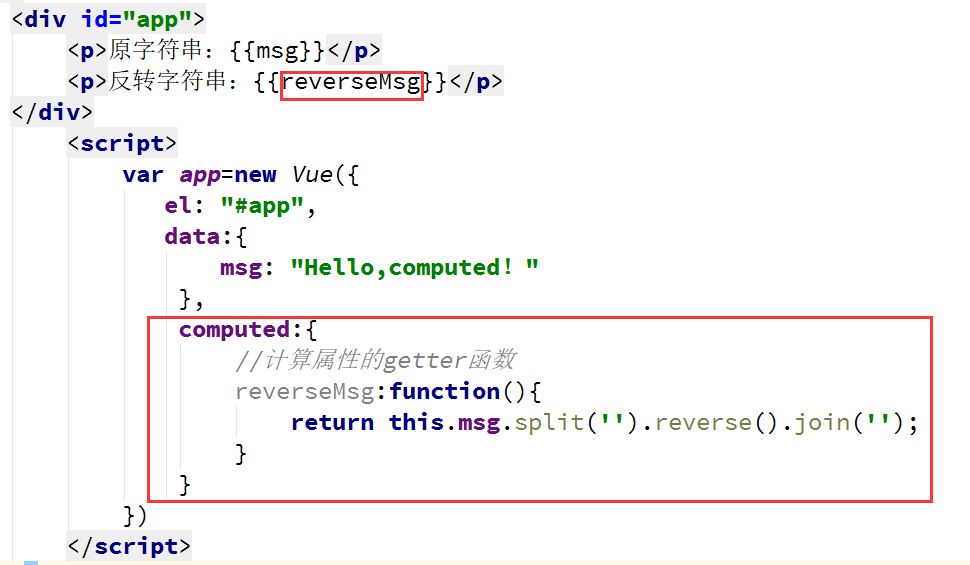 <div id="app">
    <p>原字符串：{{msg}}</p>
    <p>反转字符串：{{reverseMsg}}</p>
</div>
    <script>
        var app=new Vue({
           el: "#app",
           data:{
               msg: "Hello,computed！"
            },
            computed:{
                //计算属性的getter函数
                reverseMsg:function(){
                    return this.msg.split('').reverse().join('');
                }
            }
        })
    </script>